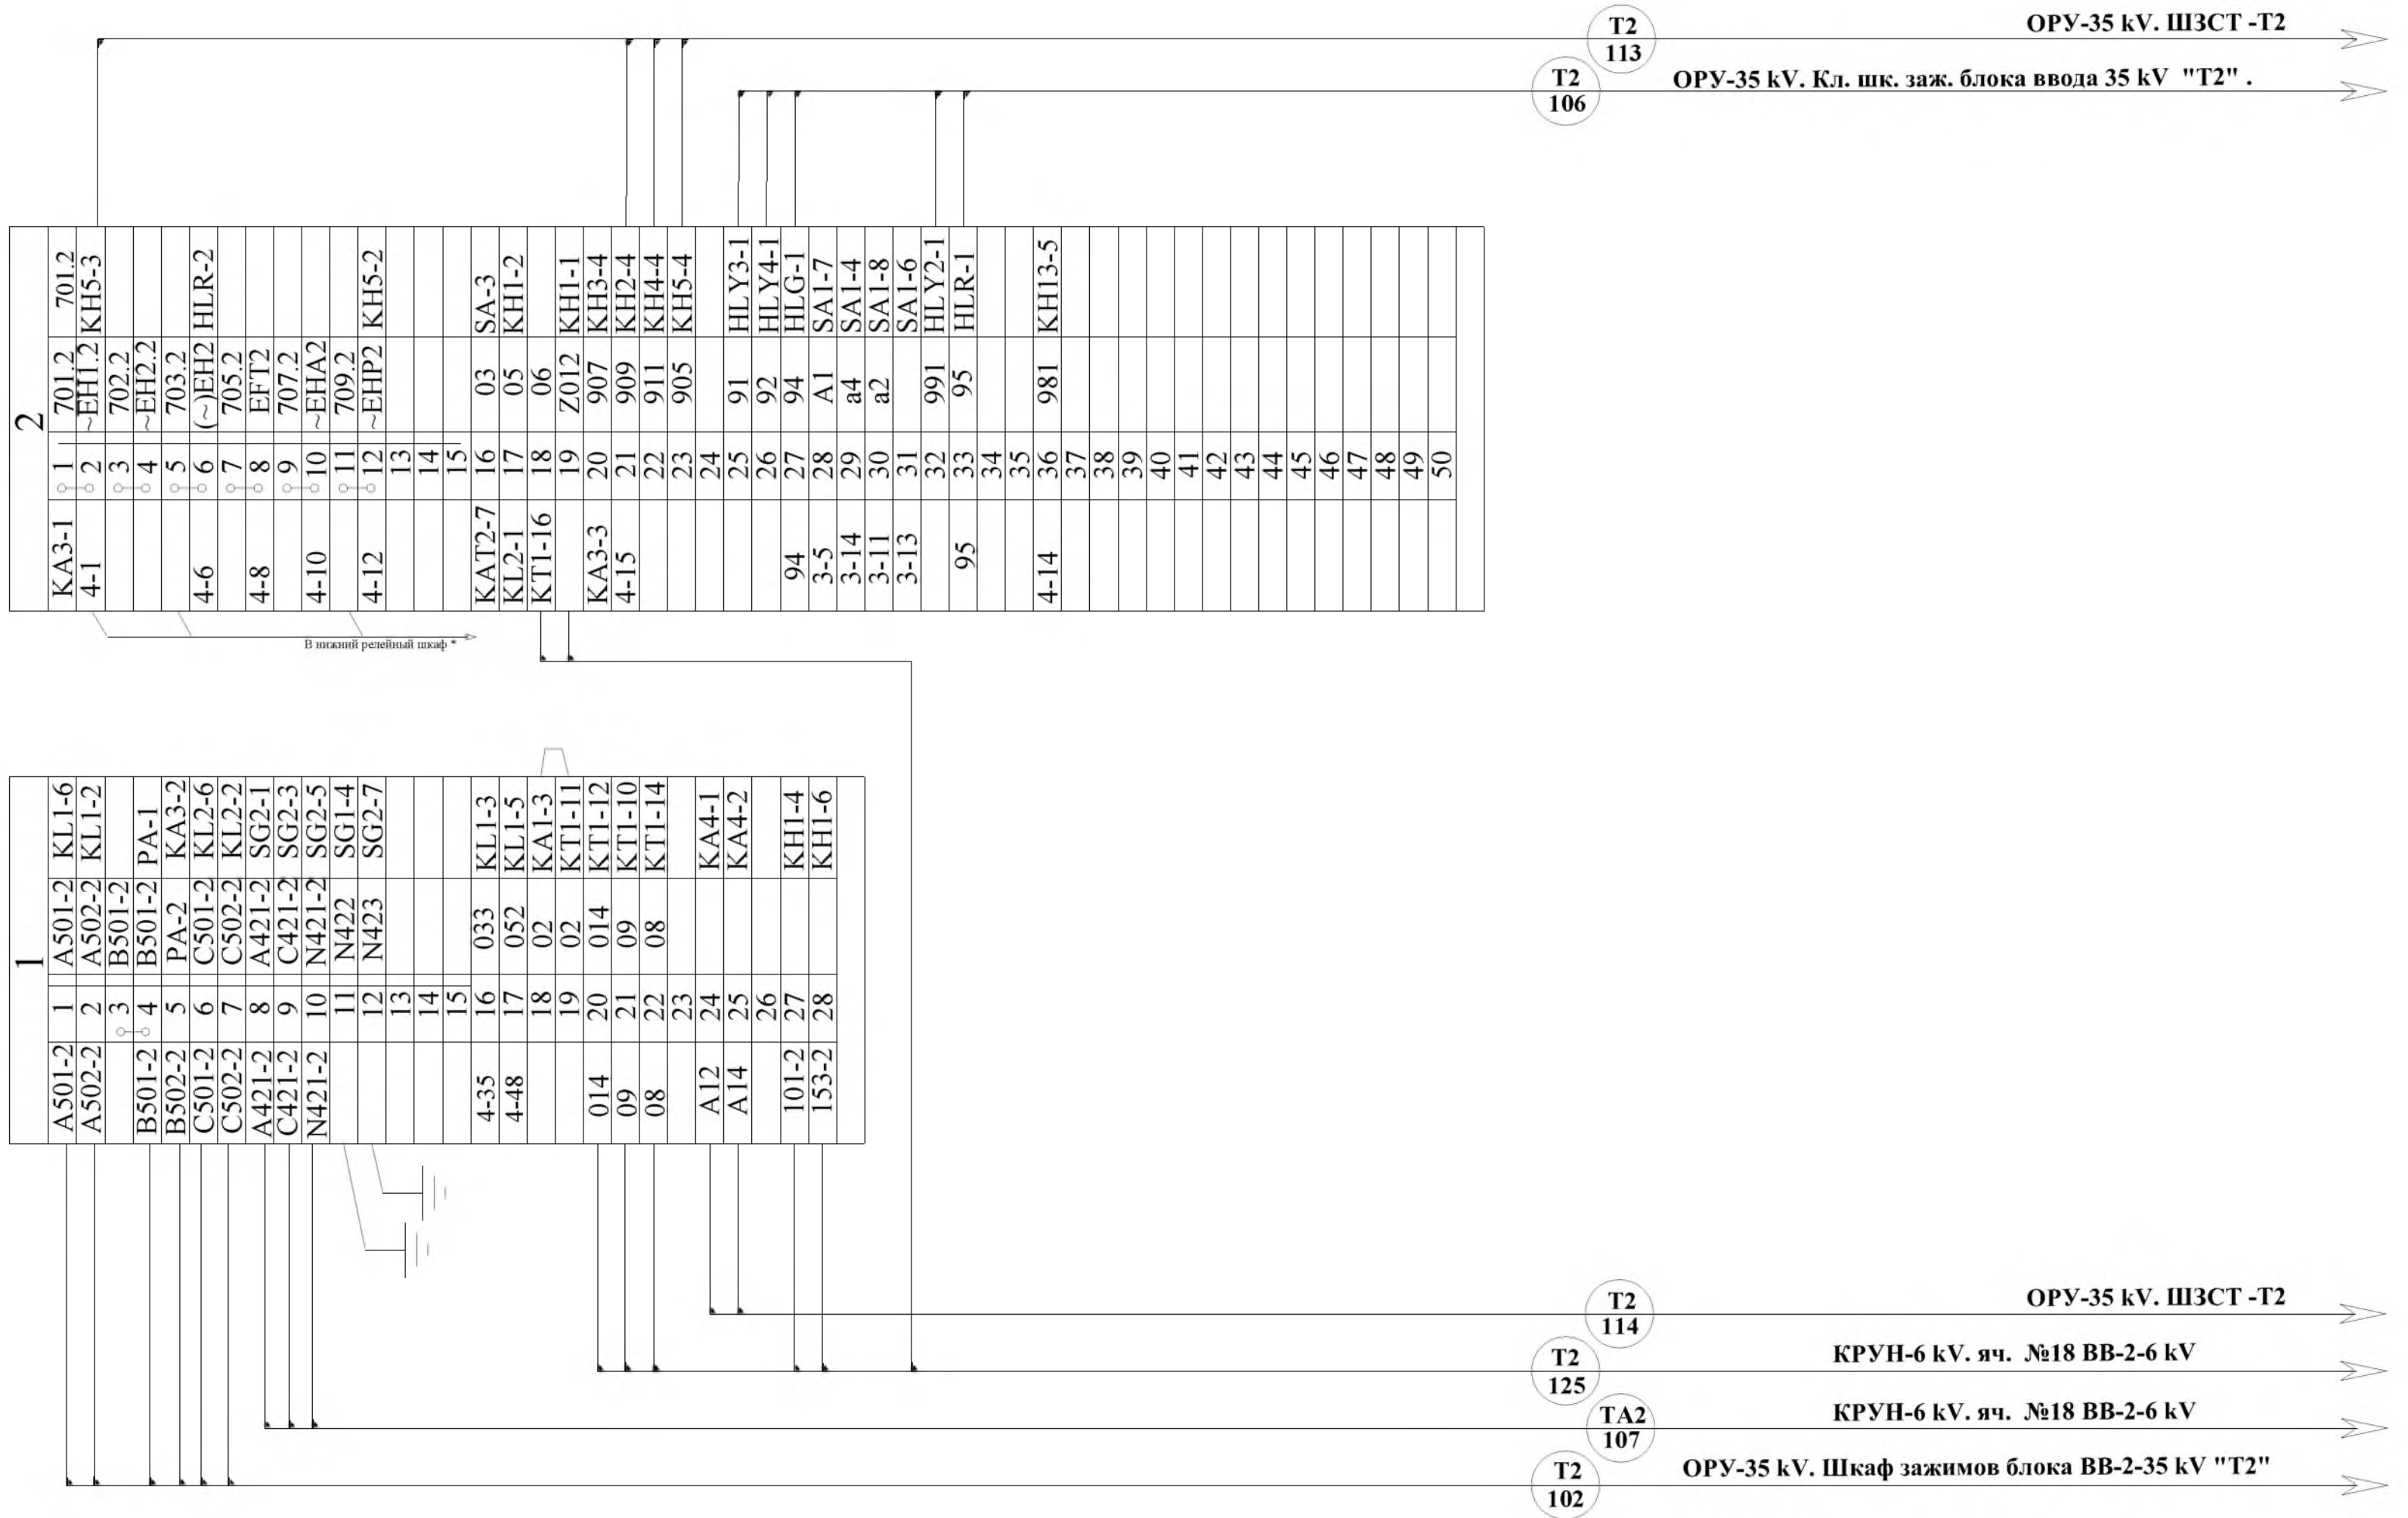 Т2
113
ОРУ-35 kV. ШЗСТ -Т2
Т2
106
ОРУ-35 kV. Кл. шк. заж. блока ввода 35 kV "Т2" .
2
KA3-1 1 701.2 701.2
4-1 2 ~EH1.2 KH5-3
3 702.2
4 ~EH2.2
5 703.2
4-6 6 (~)EH2 HLR-2
7 705.2
4-8 8 EFT2
9 707.2
4-10 10 ~EHA2
11 709.2
4-12 12 ~EHP2 KH5-2
13
14
15
KAT2-7 16 03 SA-3
KL2-1 17 05 KH1-2
KT1-16 18 06
19 Z012 KH1-1
KA3-3 20 907 KH3-4
4-15 21 909 KH2-4
22 911 KH4-4
23 905 KH5-4
24
25 91 HLY3-1
26 92 HLY4-1
94 27 94 HLG-1
3-5 28 A1 SA1-7
3-14 29 a4 SA1-4
3-11 30 a2 SA1-8
3-13 31 SA1-6
32 991 HLY2-1
95 33 95 HLR-1
34
35
4-14 36 981 KH13-5
37
38
39
40
41
42
43
44
45
46
47
48
49
50
В нижний релейный шкаф *
1
A501-2 1 A501-2 KL1-6
A502-2 2 A502-2 KL1-2
3 B501-2
B501-2 4 B501-2 PA-1
B502-2 5 PA-2 KA3-2
C501-2 6 C501-2 KL2-6
C502-2 7 C502-2 KL2-2
A421-2 8 A421-2 SG2-1
C421-2 9 C421-2 SG2-3
N421-2 10 N421-2 SG2-5
11 N422 SG1-4
12 N423 SG2-7
13
14
15
4-35 16 033 KL1-3
4-48 17 052 KL1-5
18 02 KA1-3
19 02 KT1-11
014 20 014 KT1-12
09 21 09 KT1-10
08 22 08 KT1-14
23
A12 24 KA4-1
A14 25 KA4-2
26
101-2 27 KH1-4
153-2 28 KH1-6
Т2
114
ОРУ-35 kV. ШЗСТ -Т2
Т2
125
КРУН-6 kV. яч. №18 ВВ-2-6 kV
ТА2
107
КРУН-6 kV. яч. №18 ВВ-2-6 kV
Т2
102
ОРУ-35 kV. Шкаф зажимов блока ВВ-2-35 kV "Т2"